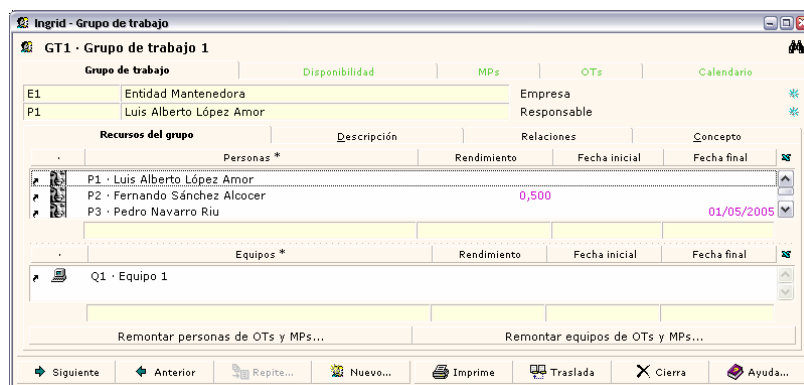 Ingrid - Grupo de trabajo
GT1 · Grupo de trabajo 1
Grupo de trabajo Disponibilidad MPs OTs Calendario
E1 Entidad Mantenedora Empresa
P1 Luis Alberto López Amor Responsable
Recursos del grupo Descripción Relaciones Concepto
· Personas * Rendimiento Fecha inicial Fecha final
P1 · Luis Alberto López Amor
P2 · Fernando Sánchez Alcocer 0,500
P3 · Pedro Navarro Riu 01/05/2005
· Equipos * Rendimiento Fecha inicial Fecha final
Q1 · Equipo 1
Remontar personas de OTs y MPs... Remontar equipos de OTs y MPs...
Siguiente Anterior Repite... Nuevo... Imprime Traslada Cierra Ayuda...